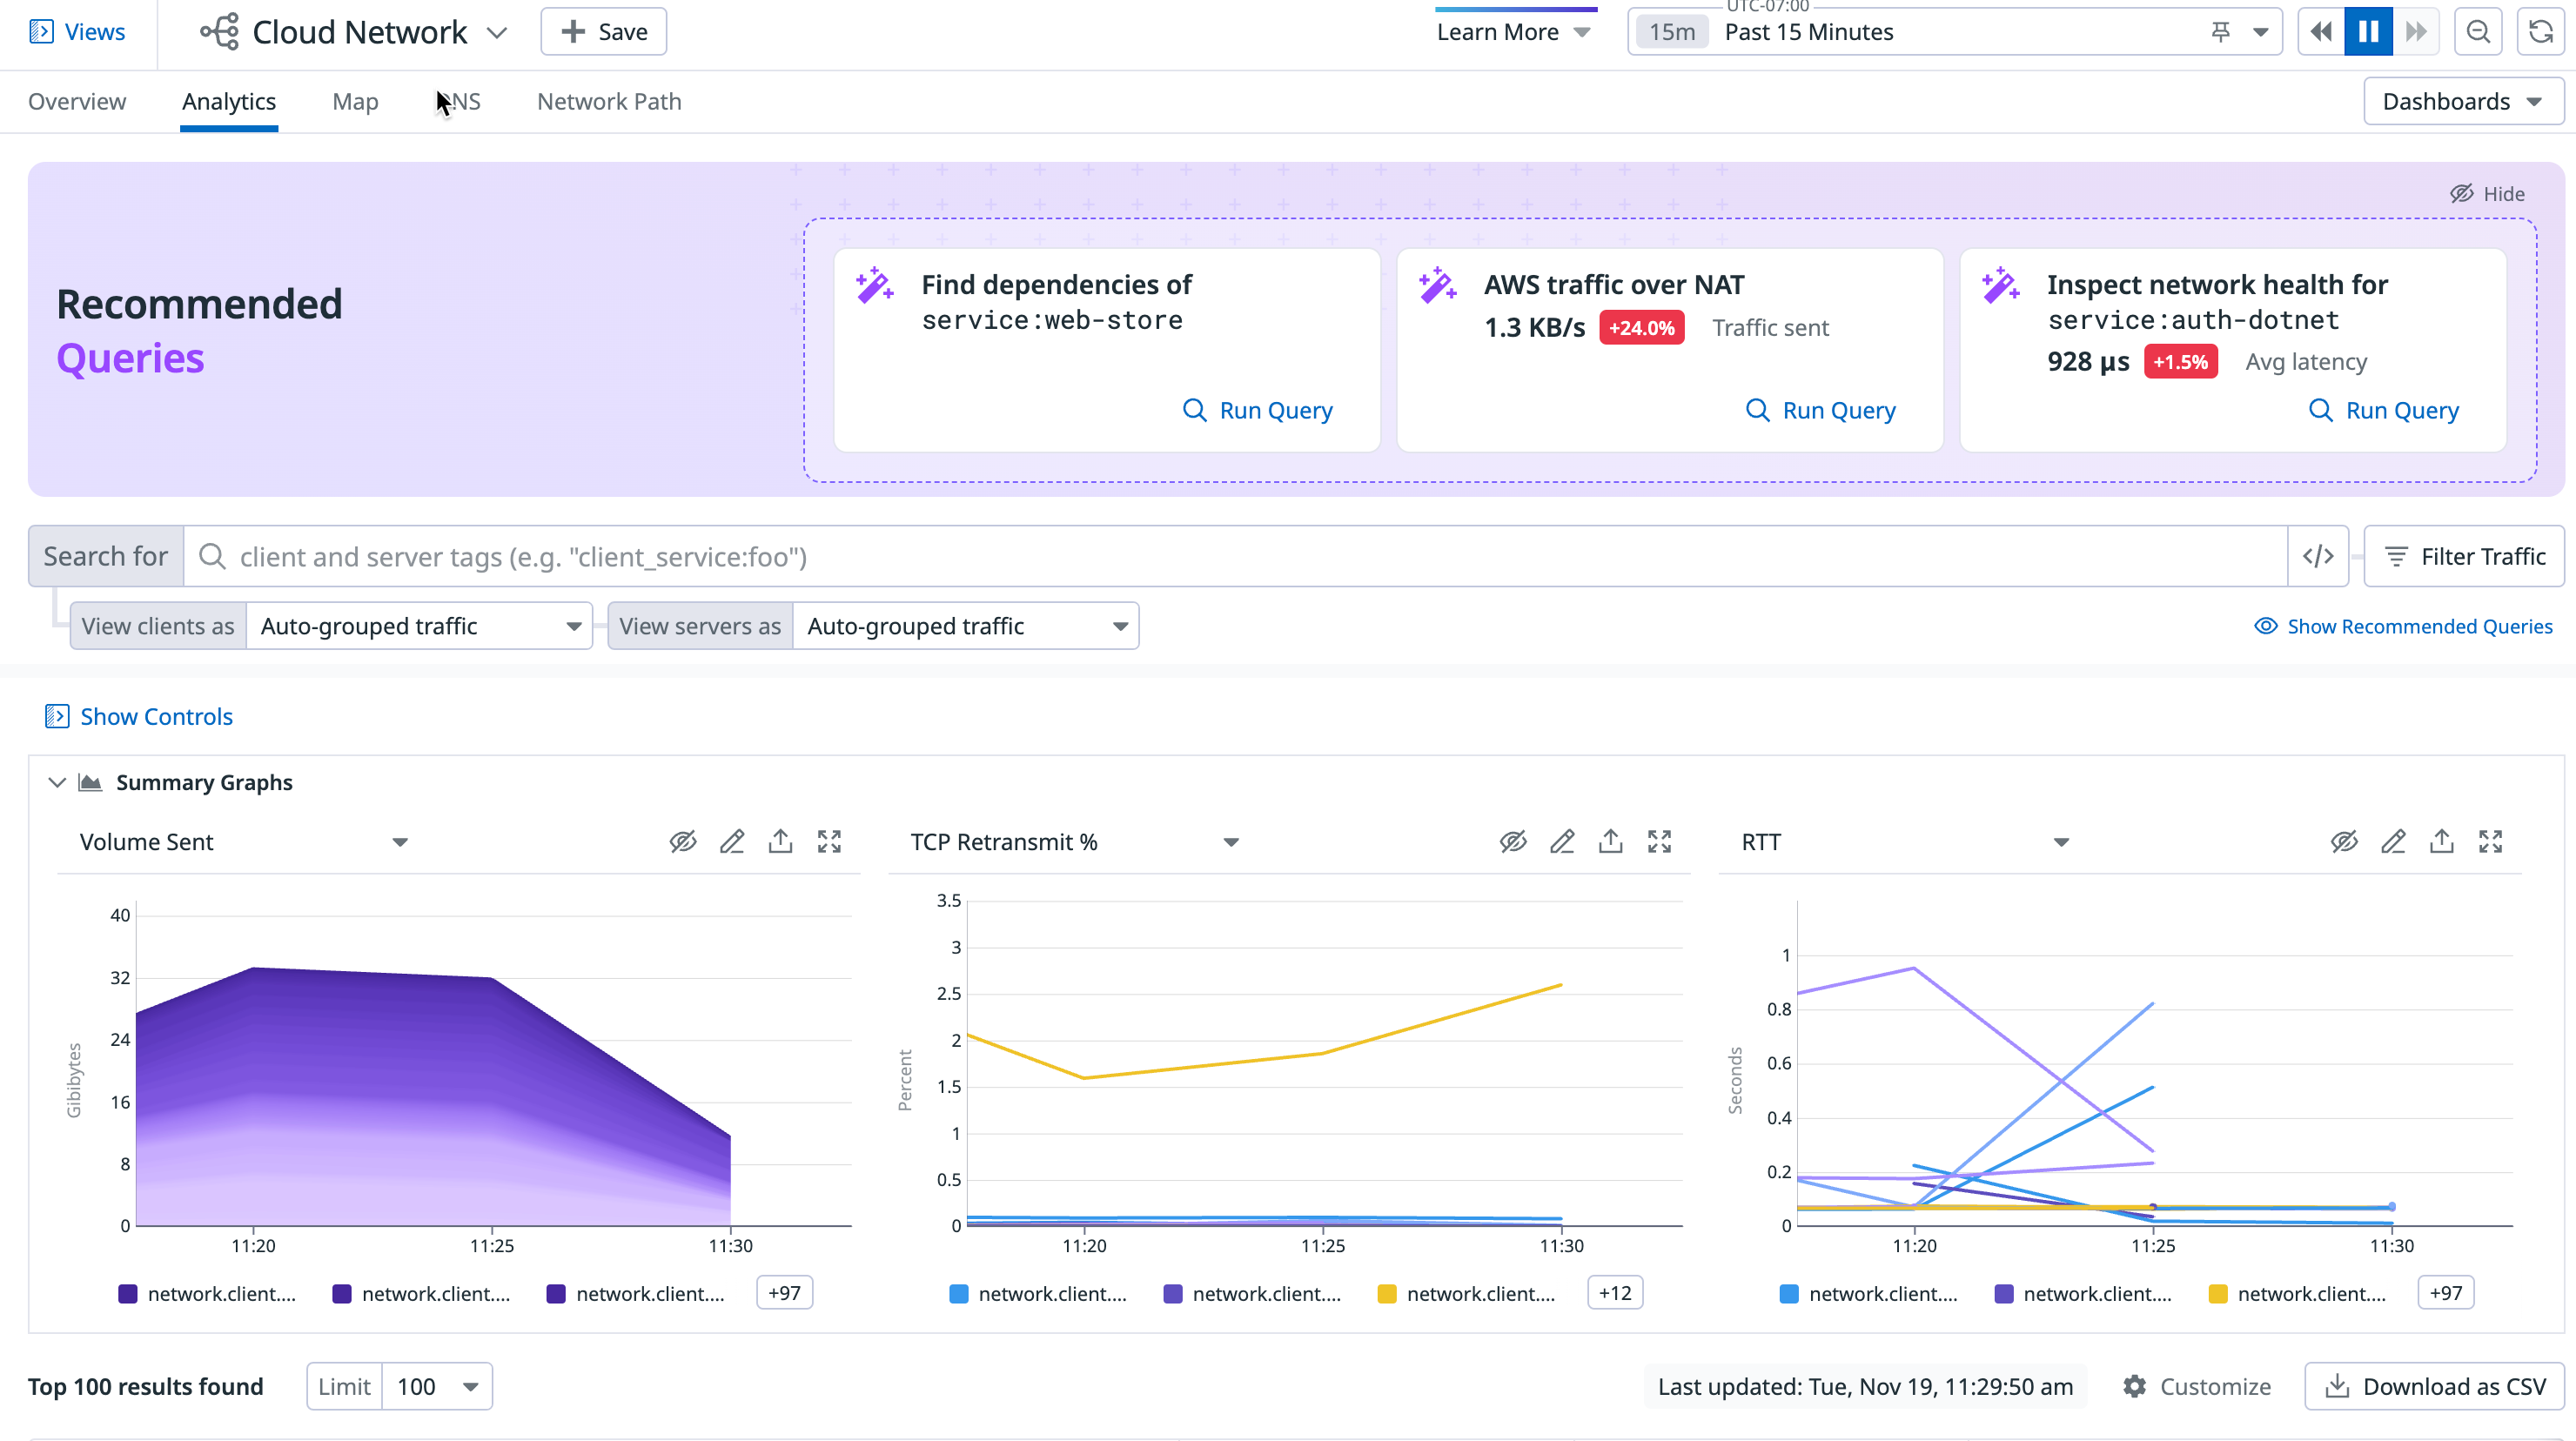 Views
Cloud Network
Save
Learn More
UTC-07:00
15m Past 15 Minutes
Overview Analytics Map NS Network Path
Dashboards
Hide
Recommended
Queries
Find dependencies of
service:web-store
Run Query
AWS traffic over NAT
1.3 KB/s +24.0% Traffic sent
Run Query
Inspect network health for
service:auth-dotnet
928 µs +1.5% Avg latency
Run Query
Search for client and server tags (e.g. "client_service:foo") </> Filter Traffic
View clients as Auto-grouped traffic View servers as Auto-grouped traffic Show Recommended Queries
Show Controls
Summary Graphs
Volume Sent
40
32
24
16
8
0
Gibibytes
11:20 11:25 11:30
network.client.... network.client.... network.client.... +97
TCP Retransmit %
3.5
3
2.5
2
1.5
1
0.5
0
Percent
11:20 11:25 11:30
network.client.... network.client.... network.client.... +12
RTT
1
0.8
0.6
0.4
0.2
0
Seconds
11:20 11:25 11:30
network.client.... network.client.... network.client.... +97
Top 100 results found Limit 100 Last updated: Tue, Nov 19, 11:29:50 am Customize Download as CSV